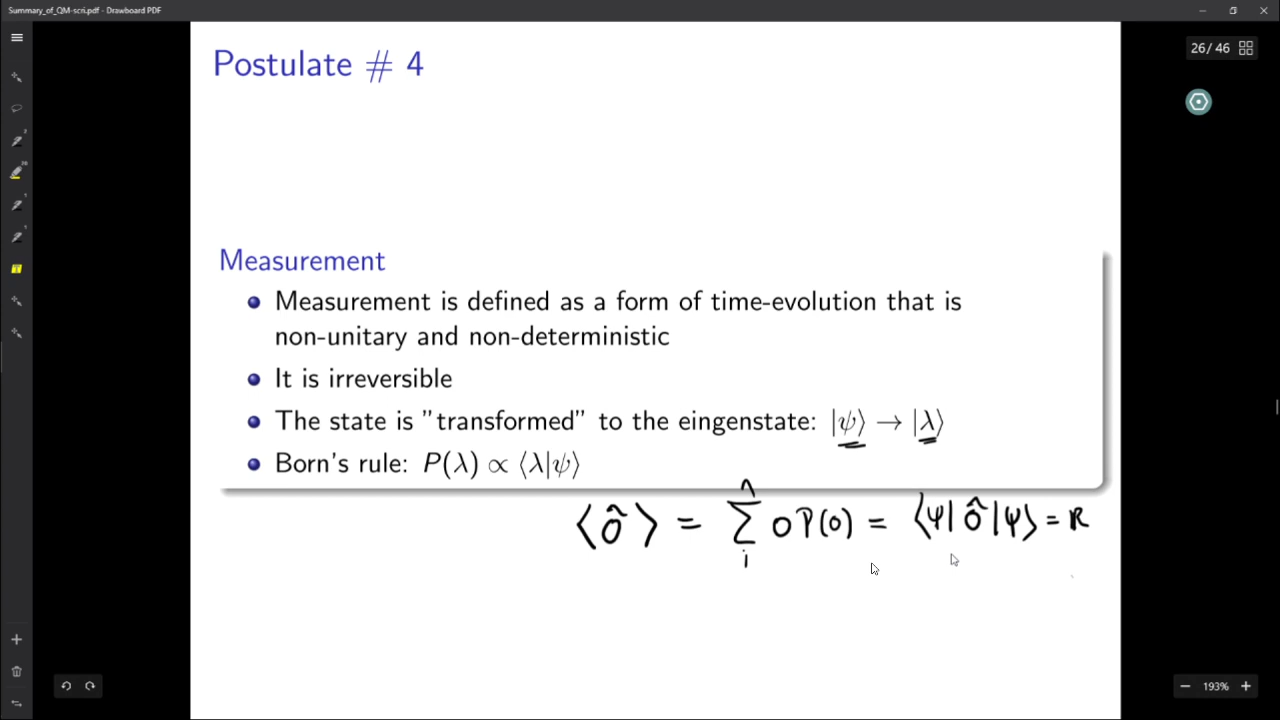 Summary_of_QM-scri.pdf - Drawboard PDF
26 / 46
Postulate # 4
Measurement
Measurement is defined as a form of time-evolution that is
non-unitary and non-deterministic
It is irreversible
The state is "transformed" to the eingenstate: |ψ⟩ → |λ⟩
Born's rule: P(λ) ∝ ⟨λ|ψ⟩
⟨Ô⟩ = ∑ᵢⁿ O P(O) = ⟨ψ|Ô|ψ⟩ = R
193%